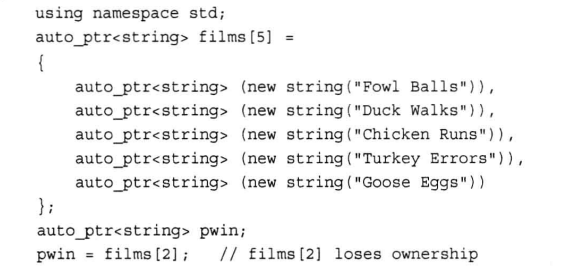 using namespace std;
auto_ptr<string> films[5] =
{
    auto_ptr<string> (new string("Fowl Balls")),
    auto_ptr<string> (new string("Duck Walks")),
    auto_ptr<string> (new string("Chicken Runs")),
    auto_ptr<string> (new string("Turkey Errors")),
    auto_ptr<string> (new string("Goose Eggs"))
};
auto_ptr<string> pwin;
pwin = films[2];   // films[2] loses ownership